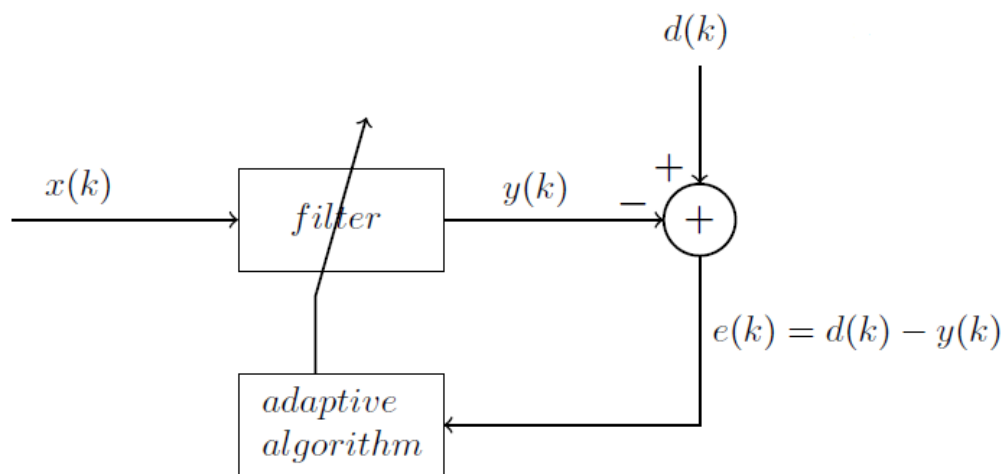 d(k)
x(k)
filter
y(k)
+
−
+
e(k) = d(k) − y(k)
adaptive
algorithm